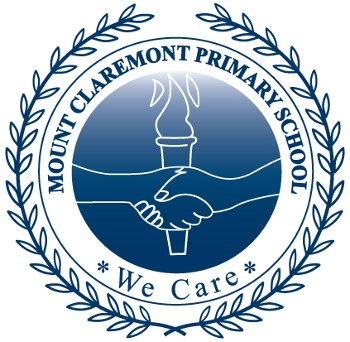 MOUNT CLAREMONT PRIMARY SCHOOL
* We Care *